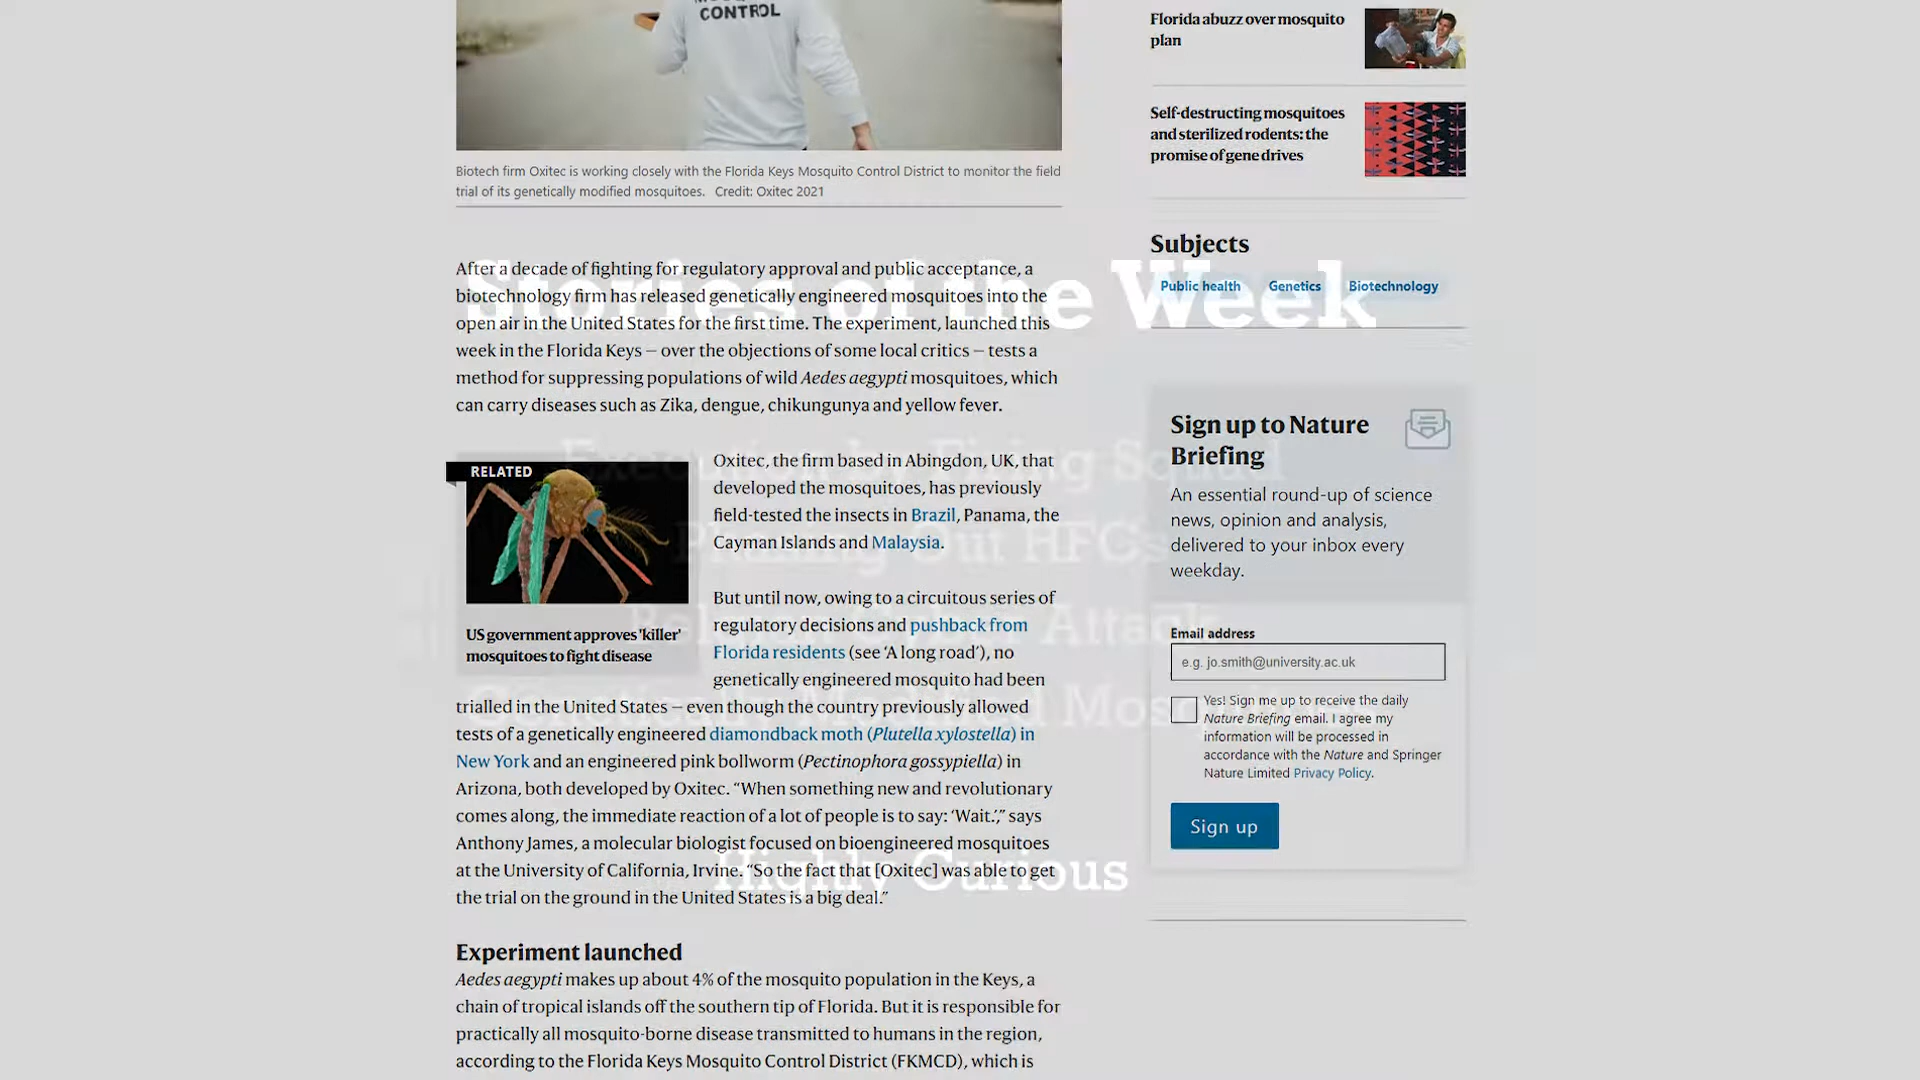 CONTROL
Biotech firm Oxitec is working closely with the Florida Keys Mosquito Control District to monitor the field
trial of its genetically modified mosquitoes. Credit: Oxitec 2021
After a decade of fighting for regulatory approval and public acceptance, a
biotechnology firm has released genetically engineered mosquitoes into the
open air in the United States for the first time. The experiment, launched this
week in the Florida Keys — over the objections of some local critics — tests a
method for suppressing populations of wild Aedes aegypti mosquitoes, which
can carry diseases such as Zika, dengue, chikungunya and yellow fever.
RELATED
US government approves 'killer'
mosquitoes to fight disease
Oxitec, the firm based in Abingdon, UK, that
developed the mosquitoes, has previously
field-tested the insects in Brazil, Panama, the
Cayman Islands and Malaysia.
But until now, owing to a circuitous series of
regulatory decisions and pushback from
Florida residents (see ‘A long road’), no
genetically engineered mosquito had been
trialled in the United States — even though the country previously allowed
tests of a genetically engineered diamondback moth (Plutella xylostella) in
New York and an engineered pink bollworm (Pectinophora gossypiella) in
Arizona, both developed by Oxitec. “When something new and revolutionary
comes along, the immediate reaction of a lot of people is to say: ‘Wait.’,” says
Anthony James, a molecular biologist focused on bioengineered mosquitoes
at the University of California, Irvine. “So the fact that [Oxitec] was able to get
the trial on the ground in the United States is a big deal.”
Experiment launched
Aedes aegypti makes up about 4% of the mosquito population in the Keys, a
chain of tropical islands off the southern tip of Florida. But it is responsible for
practically all mosquito-borne disease transmitted to humans in the region,
according to the Florida Keys Mosquito Control District (FKMCD), which is
Florida abuzz over mosquito
plan
Self-destructing mosquitoes
and sterilized rodents: the
promise of gene drives
Subjects
Public health Genetics Biotechnology
Sign up to Nature
Briefing
An essential round-up of science
news, opinion and analysis,
delivered to your inbox every
weekday.
Email address
e.g. jo.smith@university.ac.uk
Yes! Sign me up to receive the daily
Nature Briefing email. I agree my
information will be processed in
accordance with the Nature and Springer
Nature Limited Privacy Policy.
Sign up
Stories of the Week
Execution by Firing Squad
Phasing Out HFC's
Cyber Attack
Genetically Modified
Highly Curious